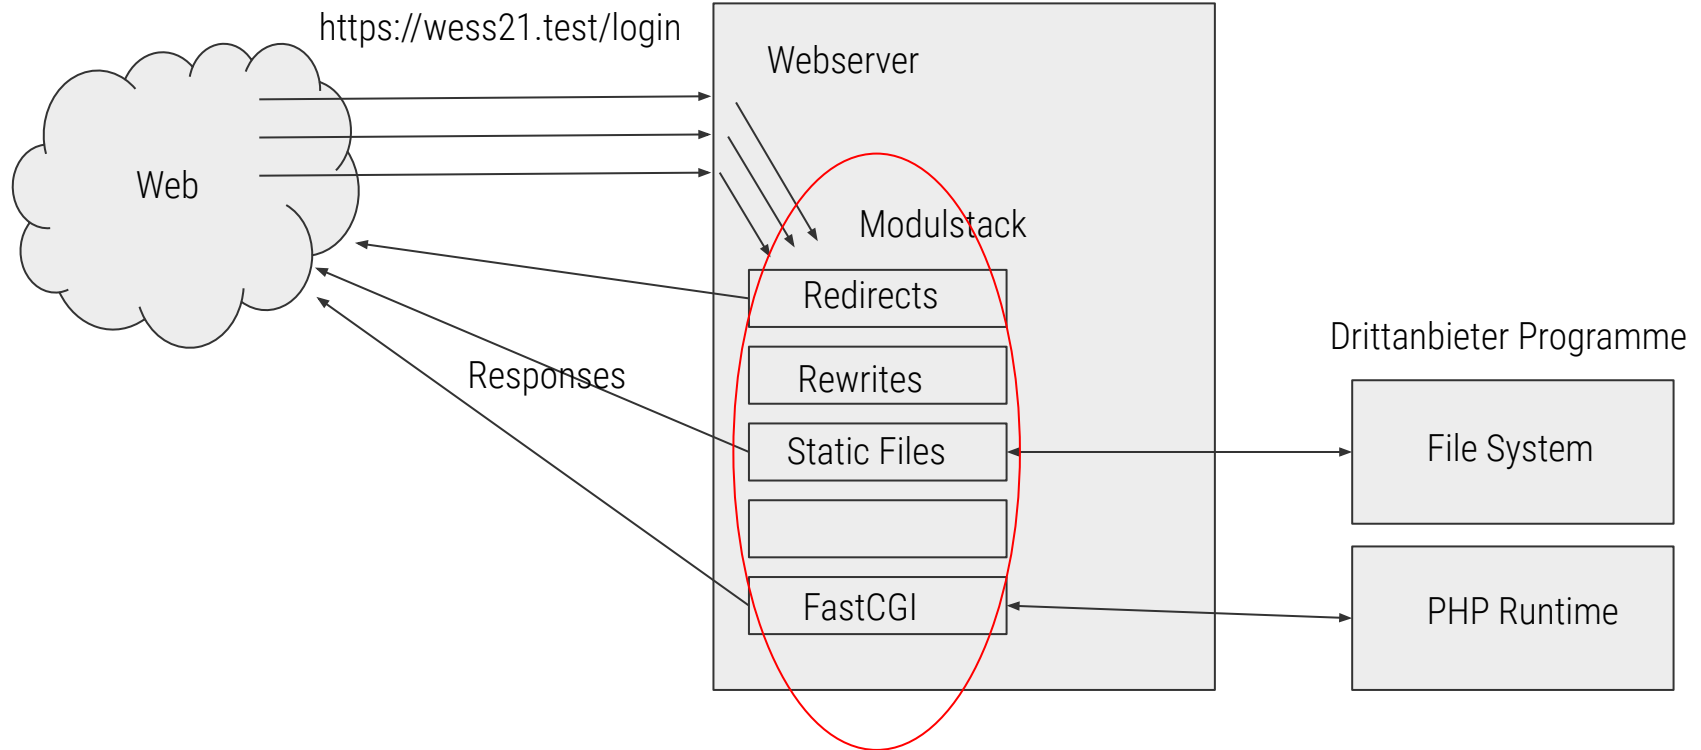 https://wess21.test/login
Webserver
Web
Modulstack
Redirects
Responses
Rewrites
Static Files
FastCGI
Drittanbieter Programme
File System
PHP Runtime